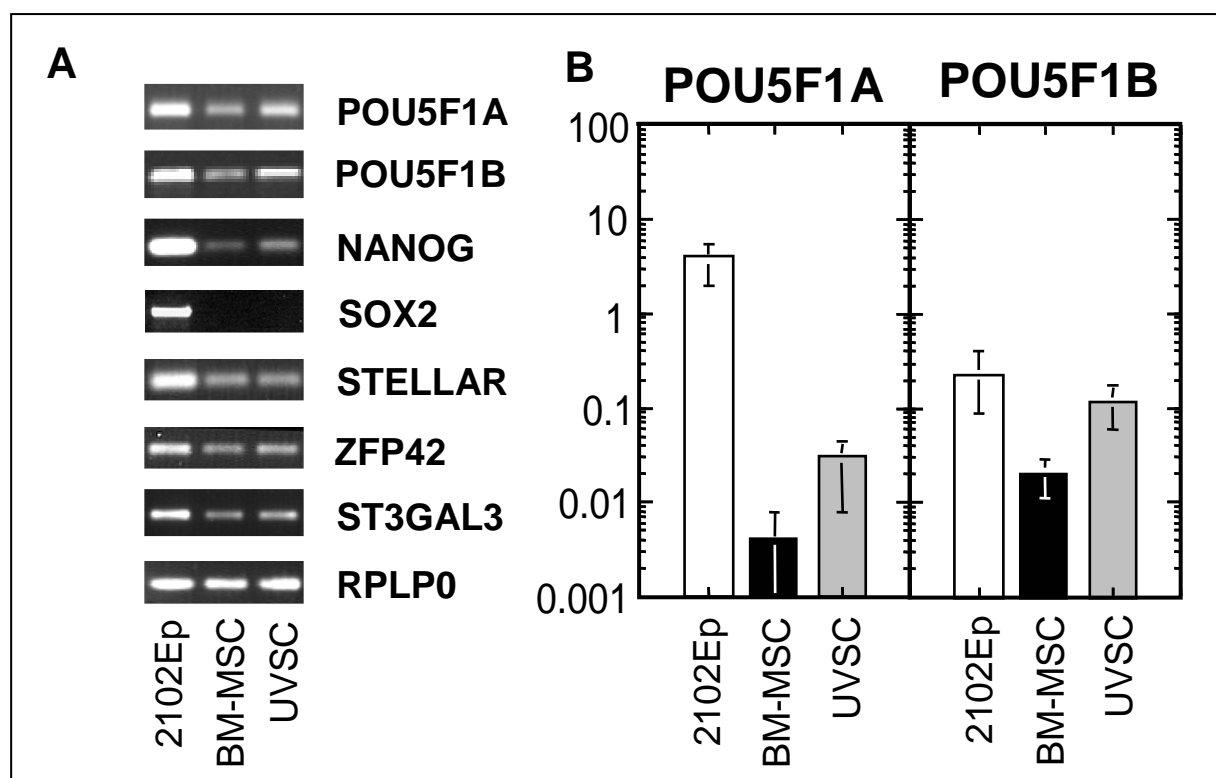 A
POU5F1A
POU5F1B
NANOG
SOX2
STELLAR
ZFP42
ST3GAL3
RPLP0
2102Ep
BM-MSC
UVSC
B
POU5F1A
POU5F1B
100
10
1
0.1
0.01
0.001
2102Ep
BM-MSC
UVSC
2102Ep
BM-MSC
UVSC